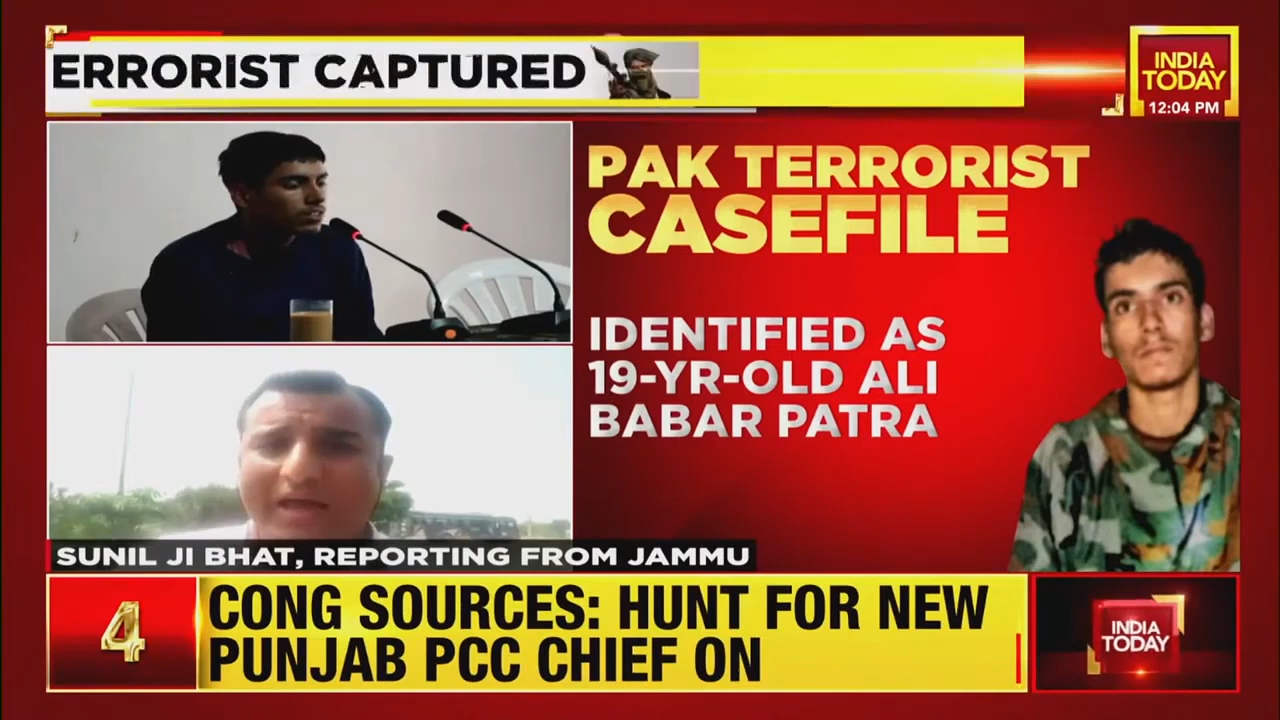 ERRORIST CAPTURED
INDIA
TODAY
12:04 PM
PAK TERRORIST
CASEFILE
IDENTIFIED AS
19-YR-OLD ALI
BABAR PATRA
SUNIL JI BHAT, REPORTING FROM JAMMU
4
CONG SOURCES: HUNT FOR NEW
PUNJAB PCC CHIEF ON
INDIA
TODAY